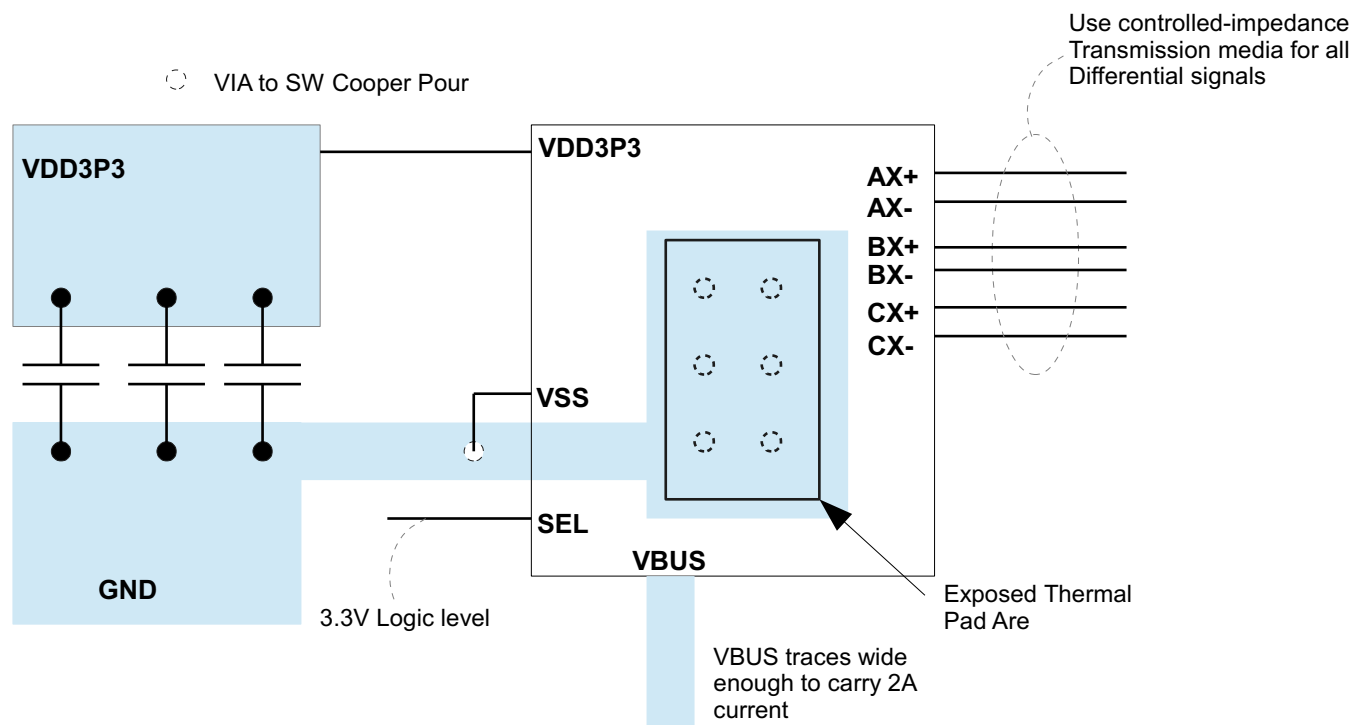 Use controlled-impedance
Transmission media for all
Differential signals
VIA to SW Cooper Pour
VDD3P3
VDD3P3
AX+
AX-
BX+
BX-
CX+
CX-
VSS
SEL
VBUS
GND
3.3V Logic level
Exposed Thermal
Pad Are
VBUS traces wide
enough to carry 2A
current